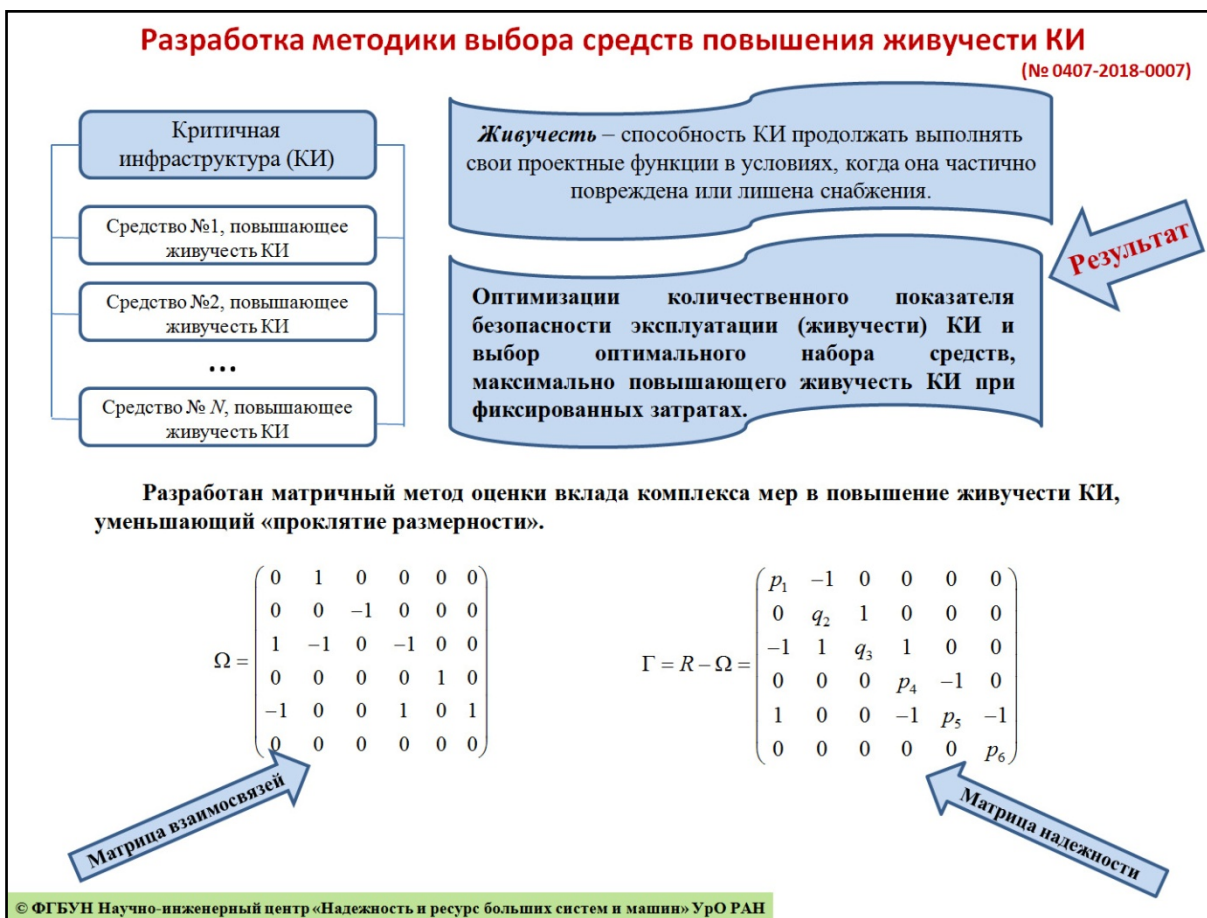 Разработка методики выбора средств повышения живучести КИ
(№ 0407-2018-0007)
Критичная
инфраструктура (КИ)
Средство №1, повышающее
живучесть КИ
Средство №2, повышающее
живучесть КИ
...
Средство № N, повышающее
живучесть КИ
Живучесть – способность КИ продолжать выполнять
свои проектные функции в условиях, когда она частично
повреждена или лишена снабжения.
Результат
Оптимизации количественного показателя
безопасности эксплуатации (живучести) КИ и
выбор оптимального набора средств,
максимально повышающего живучесть КИ при
фиксированных затратах.
Разработан матричный метод оценки вклада комплекса мер в повышение живучести КИ,
уменьшающий «проклятие размерности».
Ω =
0 1 0 0 0 0
0 0 −1 0 0 0
1 −1 0 −1 0 0
0 0 0 0 1 0
−1 0 0 1 0 1
0 0 0 0 0 0
Γ = R − Ω =
p₁ −1 0 0 0 0
0 q₂ 1 0 0 0
−1 1 q₃ 1 0 0
0 0 0 p₄ −1 0
1 0 0 −1 p₅ −1
0 0 0 0 0 p₆
Матрица взаимосвязей
Матрица надежности
© ФГБУН Научно-инженерный центр «Надежность и ресурс больших систем и машин» УрО РАН